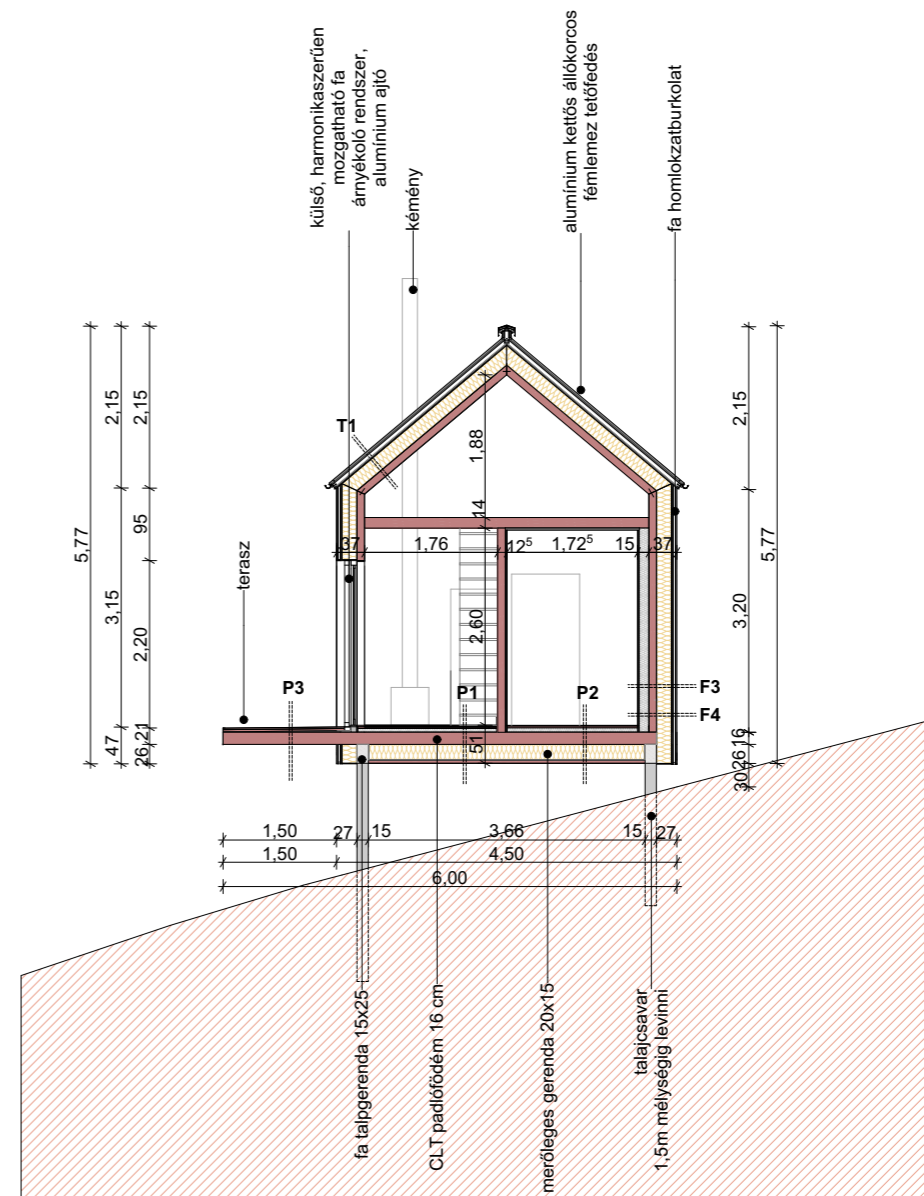 külső, harmonikaszerűen
mozgatható fa
árnyékoló rendszer,
alumínium ajtó
kémény
alumínium kettős állókorcos
fémlemez tetőfedés
fa homlokzatburkolat
T1
5,77
2,15
3,15
47
2,15
95
2,20
21
26
terasz
1,88
14
37
1,76
12⁵
1,72⁵
15
37
2,60
51
P3
P1
P2
F3
F4
2,15
3,20
16
26
30
5,77
1,50
27
15
3,66
15
27
1,50
4,50
6,00
fa talpgerenda 15x25
CLT padlófödém 16 cm
merőleges gerenda 20x15
talajcsavar
1,5m mélységig levinni